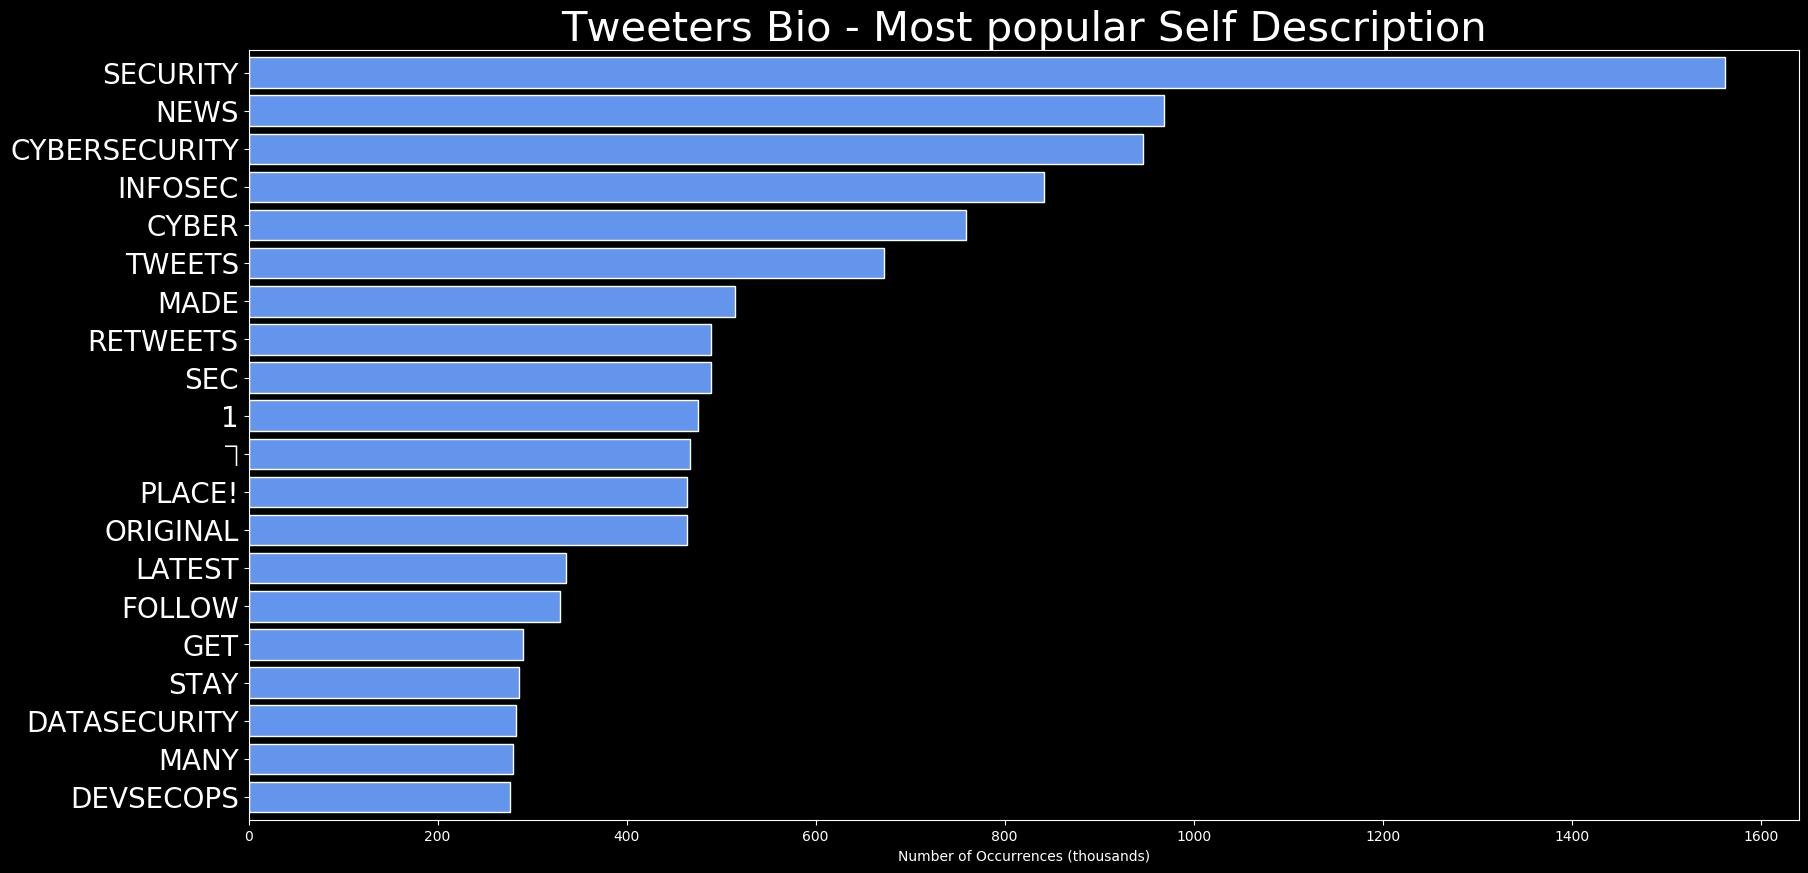 Tweeters Bio - Most popular Self Description
SECURITY
NEWS
CYBERSECURITY
INFOSEC
CYBER
TWEETS
MADE
RETWEETS
SEC
1
PLACE!
ORIGINAL
LATEST
FOLLOW
GET
STAY
DATASECURITY
MANY
DEVSECOPS
0 200 400 600 800 1000 1200 1400 1600
Number of Occurrences (thousands)